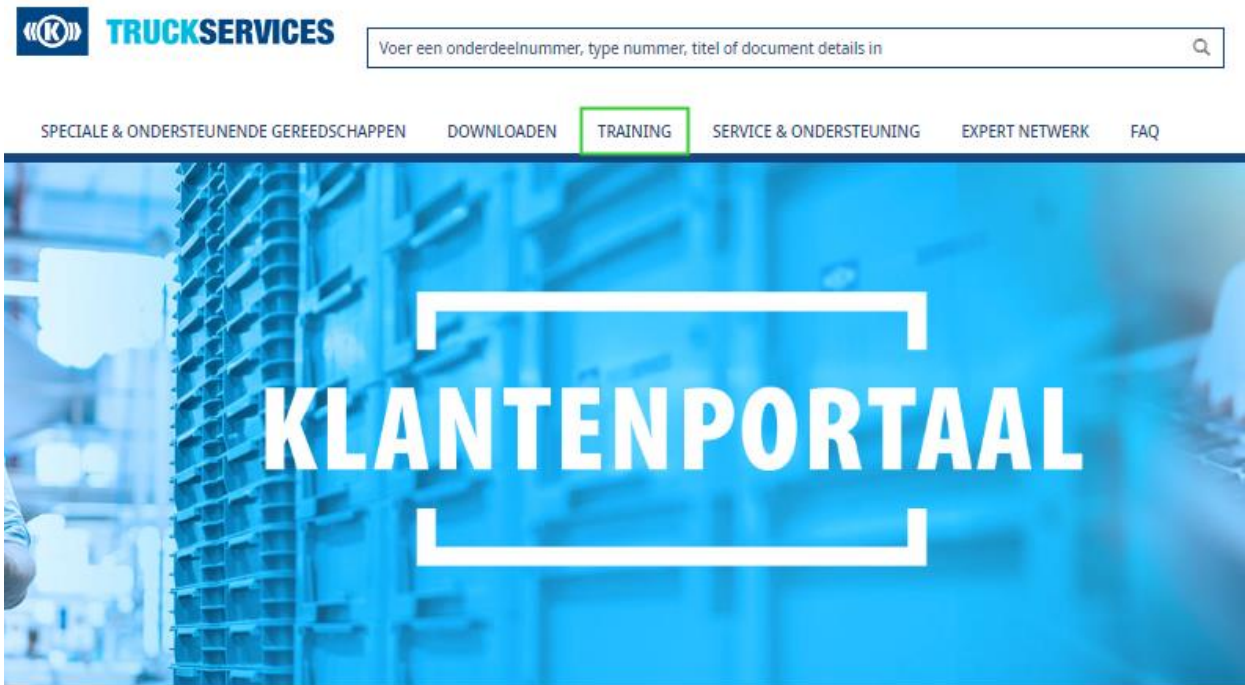 ((K)) TRUCKSERVICES
Voer een onderdeelnummer, type nummer, titel of document details in
SPECIALE & ONDERSTEUNENDE GEREEDSCHAPPEN DOWNLOADEN TRAINING SERVICE & ONDERSTEUNING EXPERT NETWERK FAQ
KLANTENPORTAAL